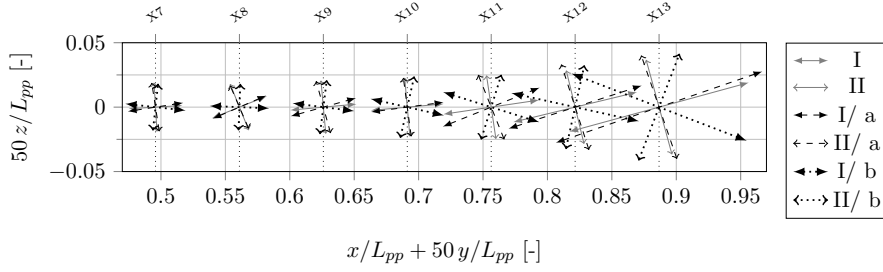 X7 X8 X9 X10 X11 X12 X13
0.05
0
−0.05
50 z/L_pp [-]
0.5 0.55 0.6 0.65 0.7 0.75 0.8 0.85 0.9 0.95
x/L_pp + 50 y/L_pp [-]
I
II
I/ a
II/ a
I/ b
II/ b